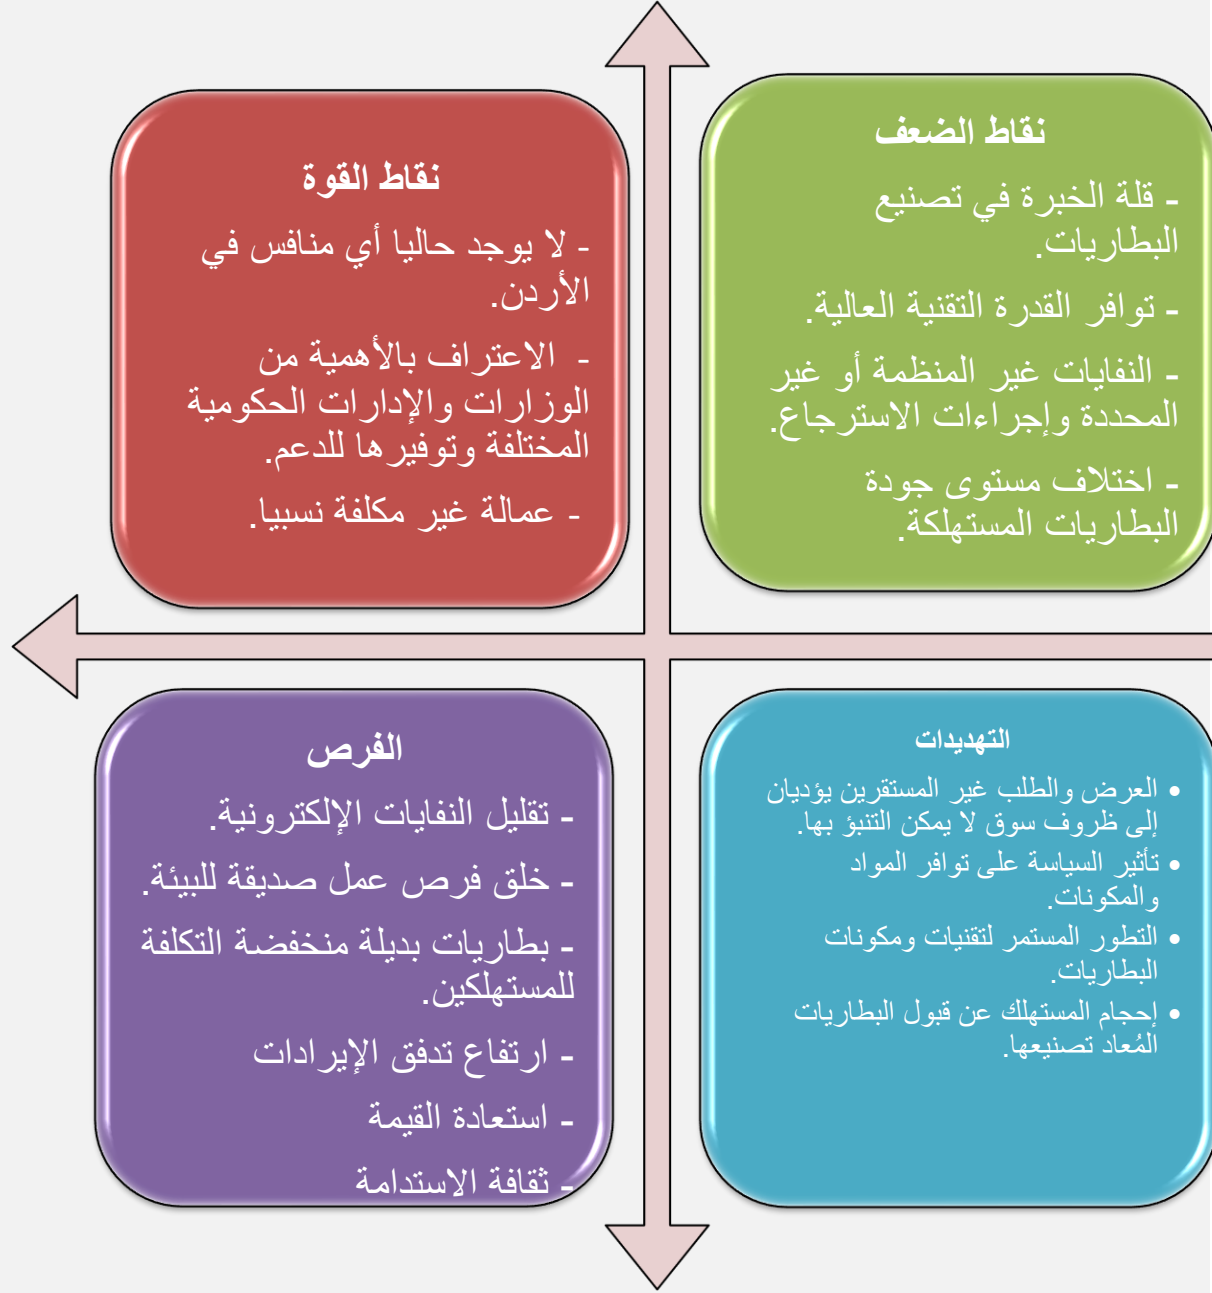 نقاط الضعف
- قلة الخبرة في تصنيع
البطاريات.
- توافر القدرة التقنية العالية.
- النفايات غير المنظمة أو غير
المحددة وإجراءات الاسترجاع.
- اختلاف مستوى جودة
البطاريات المستهلكة.
نقاط القوة
- لا يوجد حاليا أي منافس في
الأردن.
- الاعتراف بالأهمية من
الوزارات والإدارات الحكومية
المختلفة وتوفيرها للدعم.
- عمالة غير مكلفة نسبيا.
التهديدات
• العرض والطلب غير المستقرين يؤديان
إلى ظروف سوق لا يمكن التنبؤ بها.
• تأثير السياسة على توافر المواد
والمكونات.
• التطور المستمر لتقنيات ومكونات
البطاريات.
• إحجام المستهلك عن قبول البطاريات
المُعاد تصنيعها.
الفرص
- تقليل النفايات الإلكترونية.
- خلق فرص عمل صديقة للبيئة.
- بطاريات بديلة منخفضة التكلفة
للمستهلكين.
- ارتفاع تدفق الإيرادات
- استعادة القيمة
- ثقافة الاستدامة